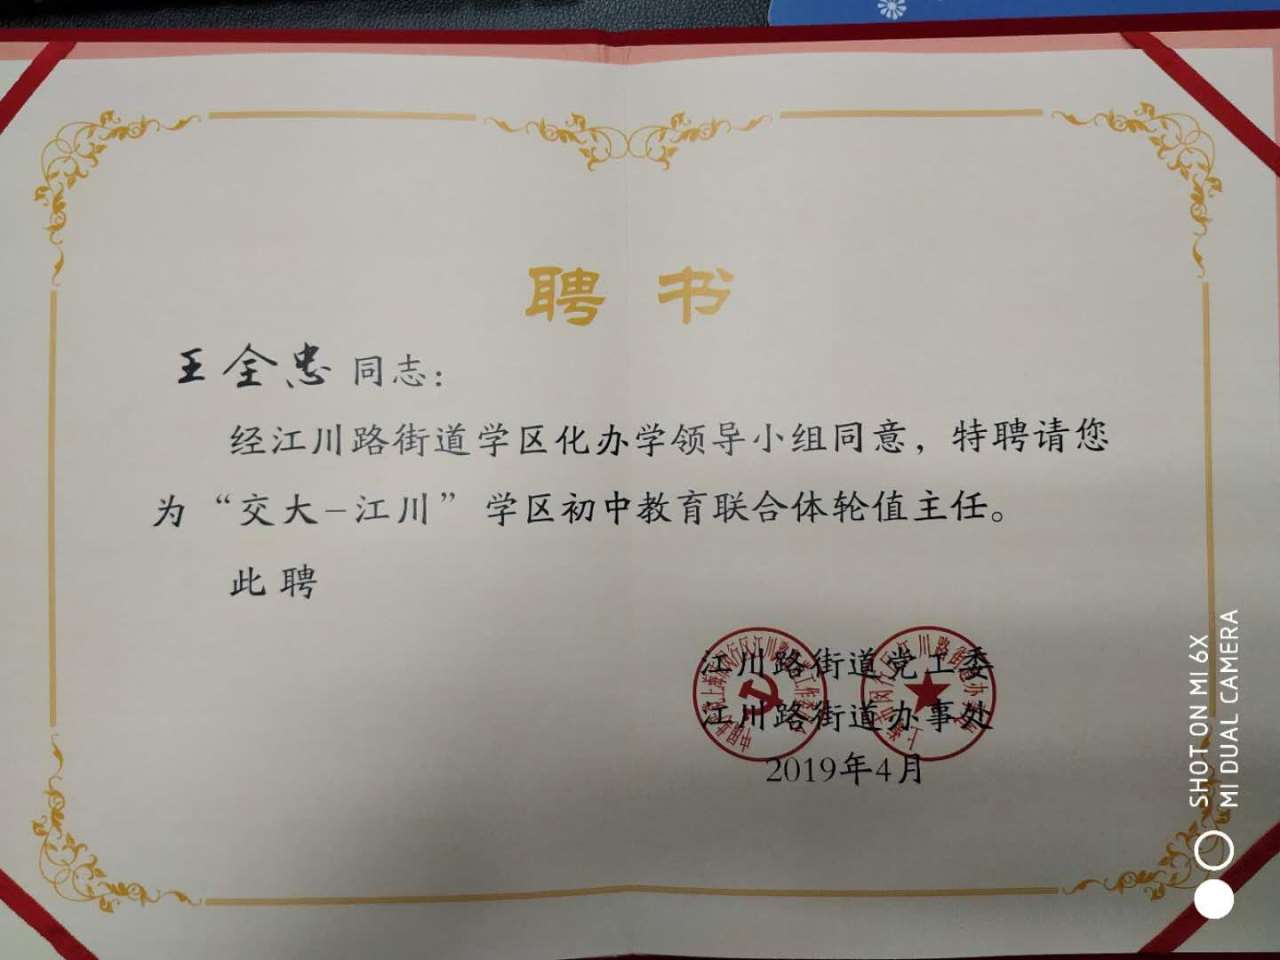 聘书
王全忠同志：
经江川路街道学区化办学领导小组同意，特聘请您
为“交大-江川”学区初中教育联合体轮值主任。
此聘
江川路街道党工委
江川路街道办事处
2019年4月
SHOT ON MI 6X
MI DUAL CAMERA